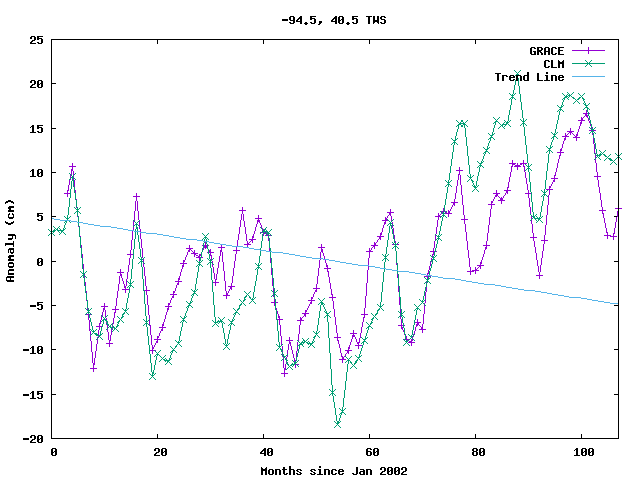 -94.5, 40.5 TWS
GRACE
CLM
Trend Line
25
20
15
10
5
0
-5
-10
-15
-20
Anomaly (cm)
0 20 40 60 80 100
Months since Jan 2002